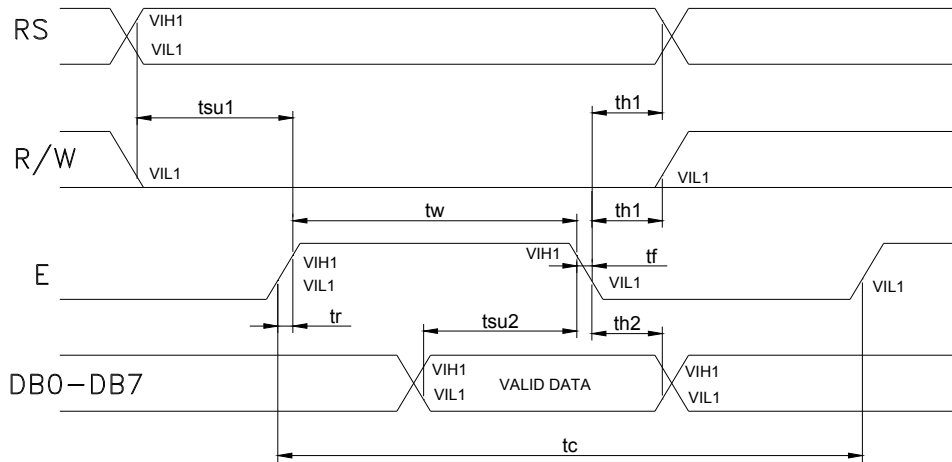 RS
VIH1
VIL1
tsu1
th1
R/W
VIL1
VIL1
th1
tw
E
VIH1
VIL1
VIH1
tf
VIL1
VIL1
tr
tsu2
th2
DB0-DB7
VIH1
VIL1
VALID DATA
VIH1
VIL1
tc